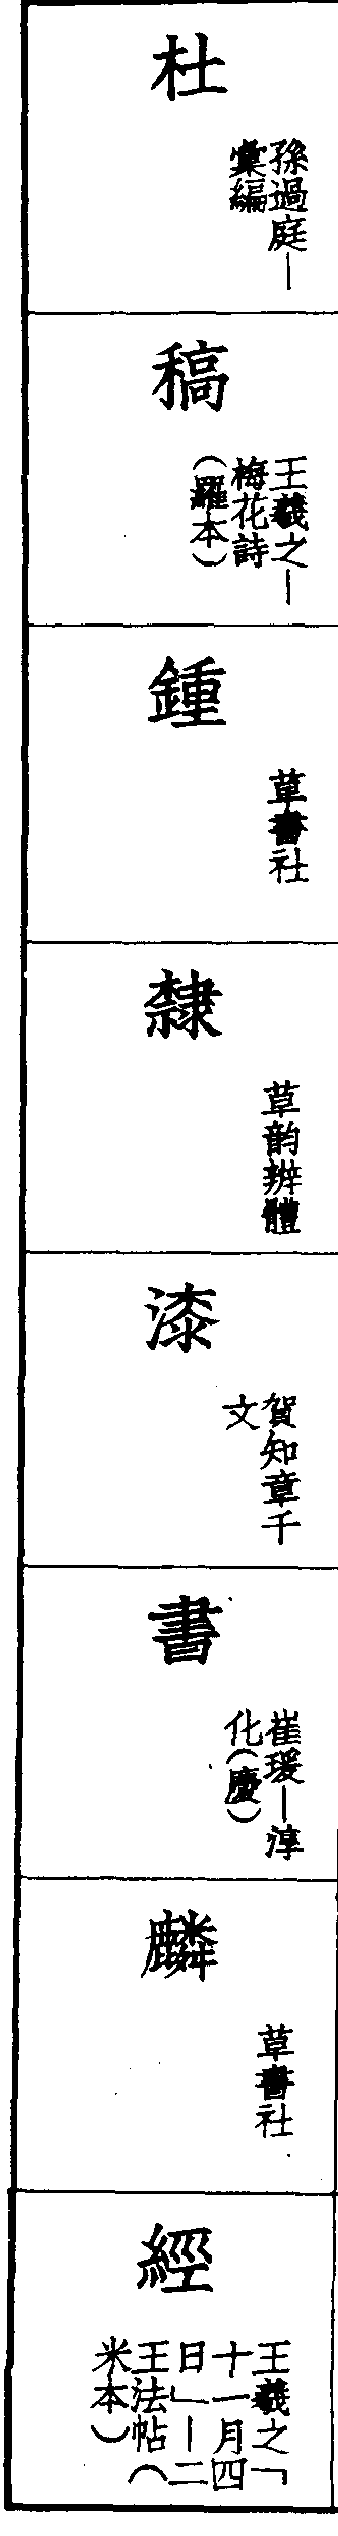 杜
孫過庭—
彙編
稿
王羲之—
梅花詩
（羅本）
鍾
草書社
隸
草韵辨體
漆
賀知章千
文
書
崔瑗—淳
化（慶）
麟
草書社
經
王羲之「
十一月四
日」—二
王法帖（
米本）